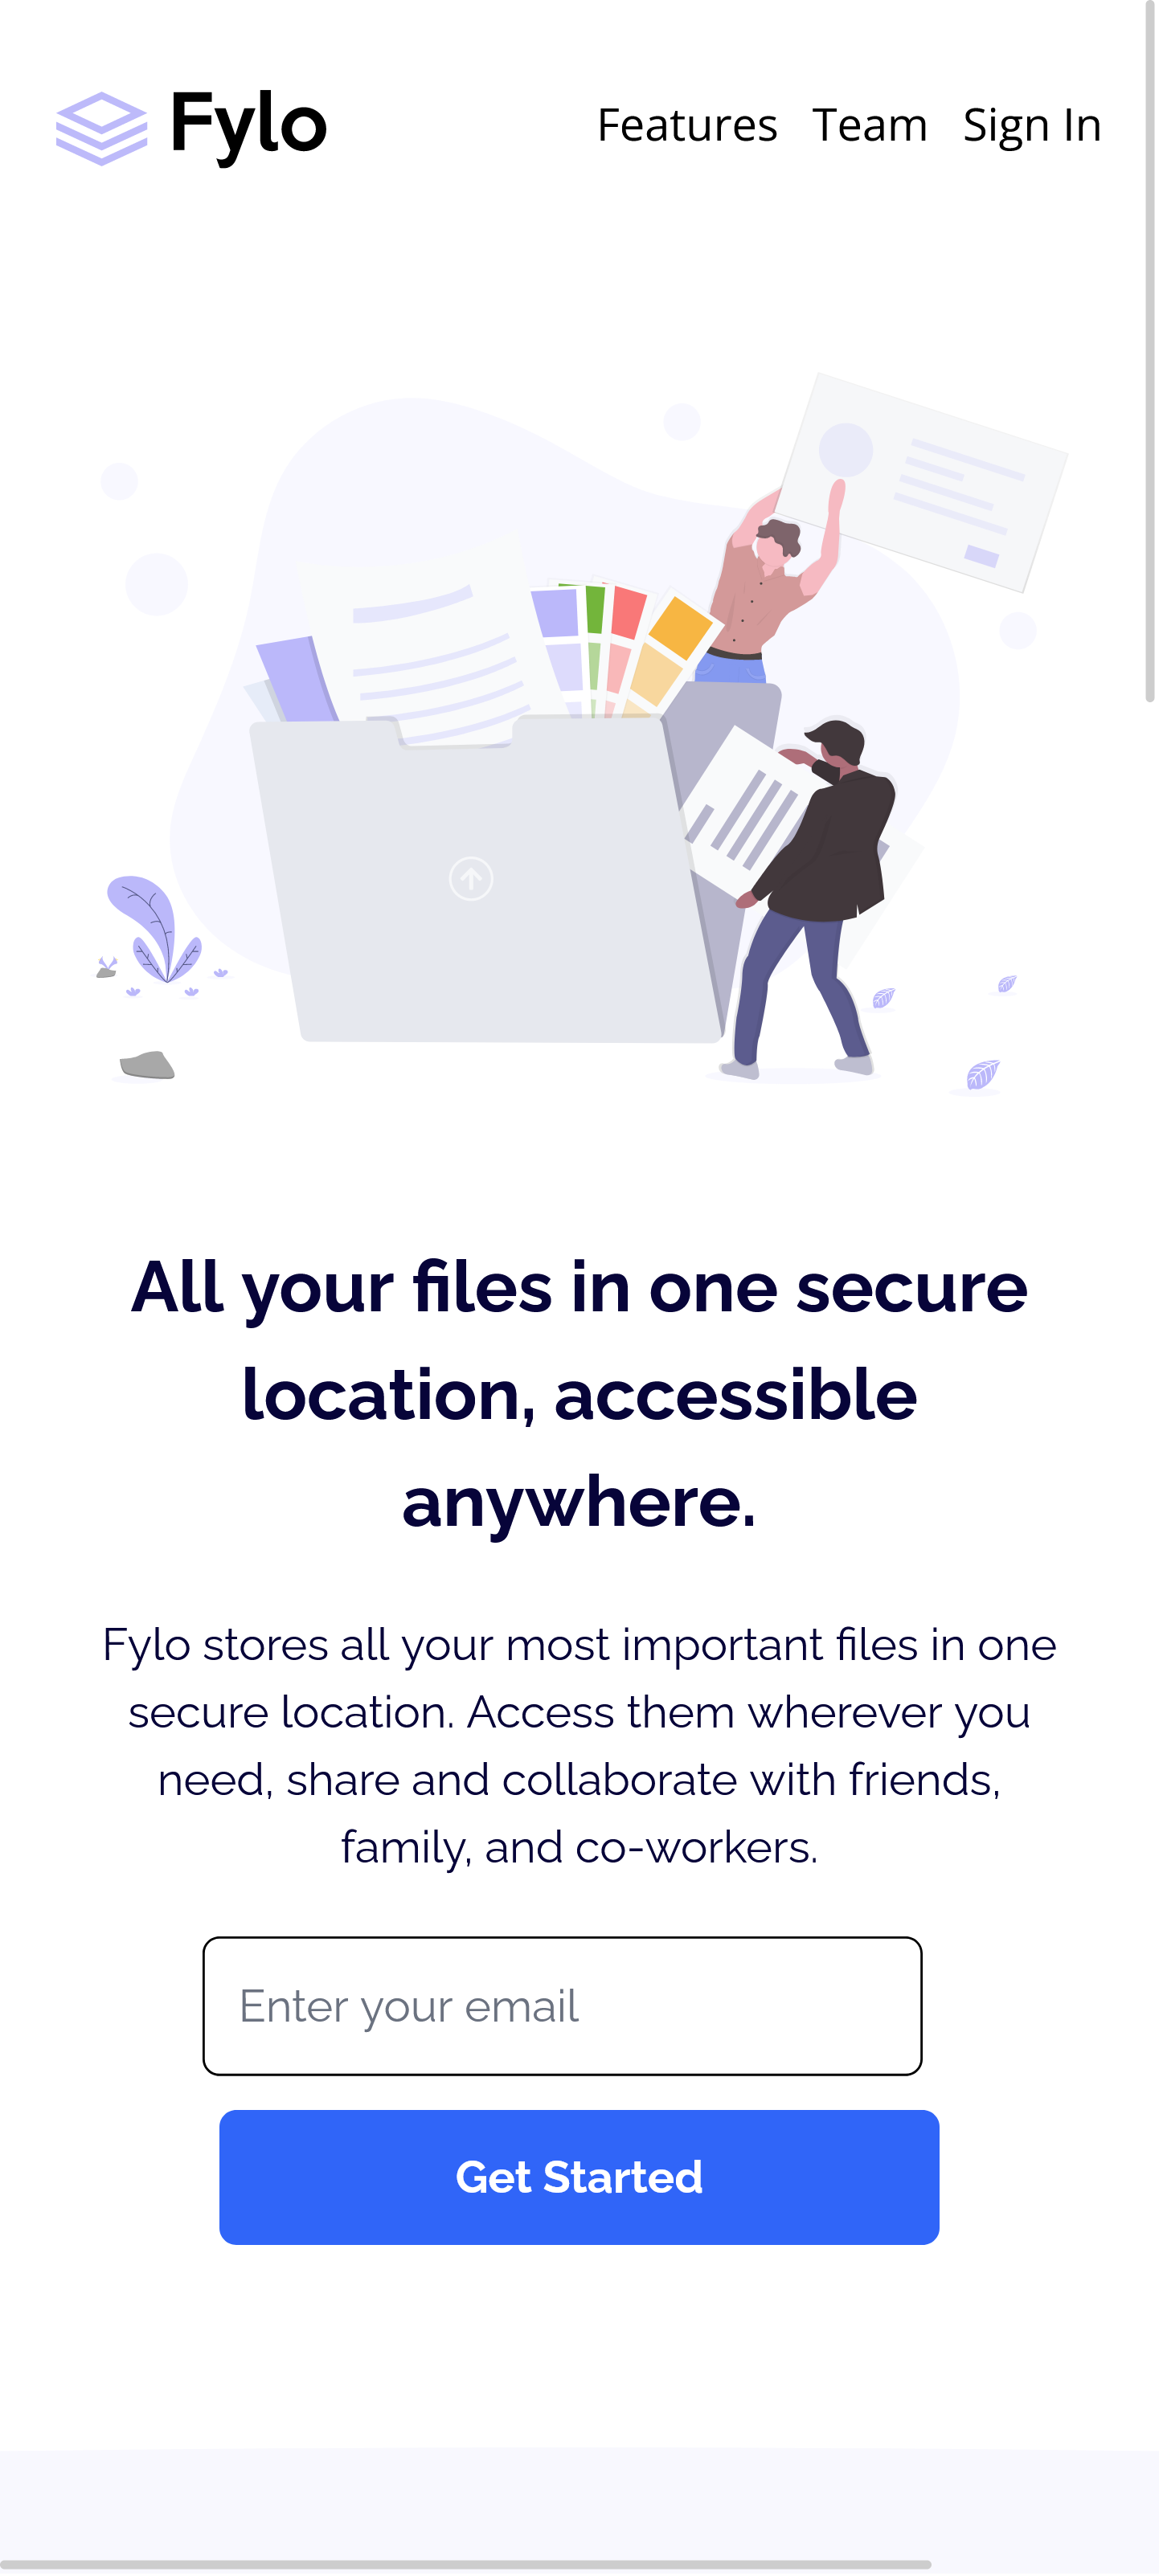 Fylo
Features Team Sign In
All your files in one secure
location, accessible
anywhere.
Fylo stores all your most important files in one
secure location. Access them wherever you
need, share and collaborate with friends,
family, and co-workers.
Enter your email
Get Started